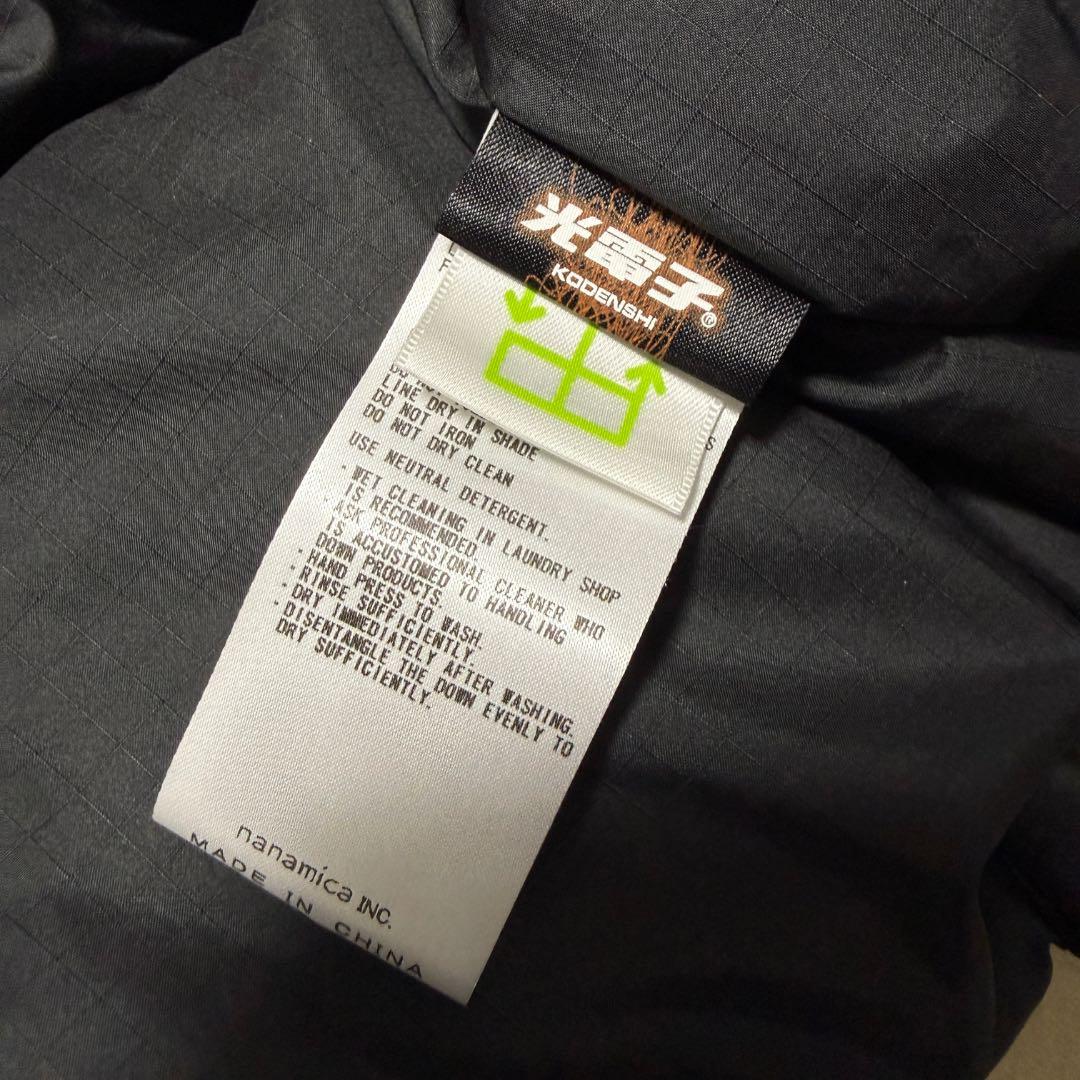 光電子®
KODENSHI
LINE DRY IN SHADE
DO NOT IRON
DO NOT DRY CLEAN
USE NEUTRAL DETERGENT.
・WET CLEANING IN LAUNDRY SHOP
IS RECOMMENDED.
・ASK PROFESSIONAL CLEANER WHO
IS ACCUSTOMED TO HANDLING
DOWN PRODUCTS.
・HAND PRESS TO WASH.
・RINSE SUFFICIENTLY.
・DRY IMMEDIATELY AFTER WASHING.
・DISENTANGLE THE DOWN EVENLY TO
DRY SUFFICIENTLY.
nanamica INC.
MADE IN CHINA